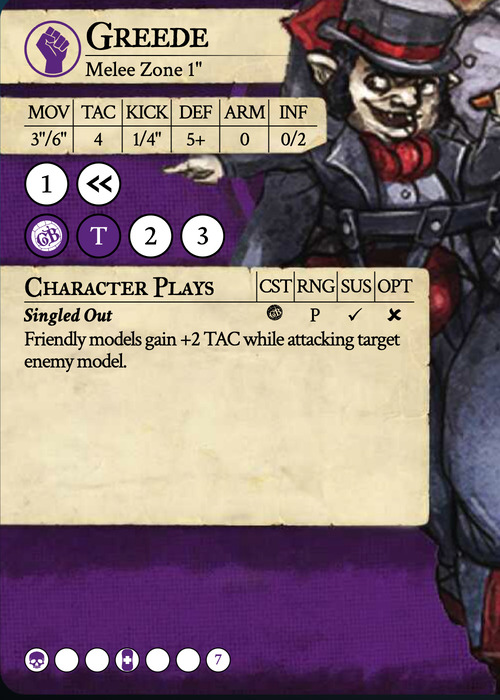 Greede
Melee Zone 1"
MOV TAC KICK DEF ARM INF
3"/6" 4 1/4" 5+ 0 0/2
1 <<
GB T 2 3
Character Plays CST RNG SUS OPT
Singled Out GB P ✓ ✘
Friendly models gain +2 TAC while attacking target
enemy model.
7